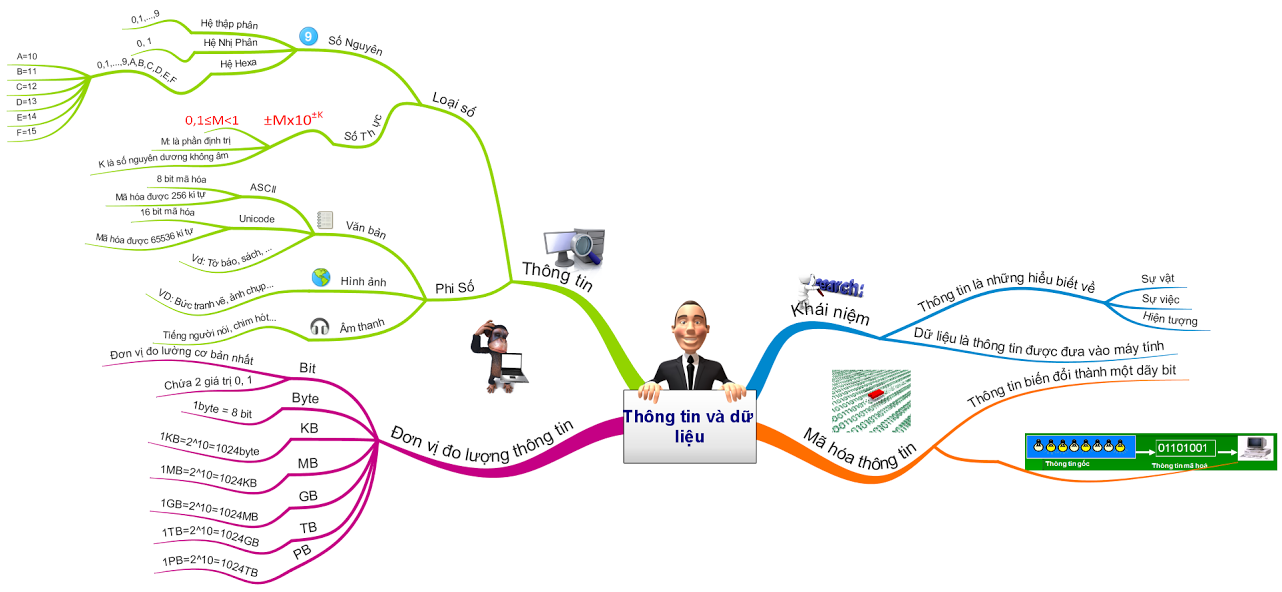 Thông tin và dữ
liệu
Khái niệm
Thông tin là những hiểu biết về
Sự vật
Sự việc
Hiện tượng
Dữ liệu là thông tin được đưa vào máy tính
Mã hóa thông tin
Thông tin biến đổi thành một dãy bit
01101001
Thông tin gốc
Thông tin mã hoá
Thông tin
Loại số
Số Nguyên
Hệ thập phân
0,1,...,9
Hệ Nhị Phân
0, 1
Hệ Hexa
0,1,...,9,A,B,C,D,E,F
A=10
B=11
C=12
D=13
E=14
F=15
Số Thực
±Mx10±K
0,1≤M<1
M: là phần định trị
K là số nguyên dương không âm
Phi Số
Văn bản
ASCII
8 bit mã hóa
Mã hóa được 256 kí tự
Unicode
16 bit mã hóa
Mã hóa được 65536 kí tự
Vd: Tờ báo, sách, ...
Hình ảnh
VD: Bức tranh vẽ, ảnh chụp...
Âm thanh
Tiếng người nói, chim hót...
Đơn vị đo lượng thông tin
Bit
Đơn vị đo lường cơ bản nhất
Chứa 2 giá trị 0, 1
Byte
1byte = 8 bit
KB
1KB=2^10=1024byte
MB
1MB=2^10=1024KB
GB
1GB=2^10=1024MB
TB
1TB=2^10=1024GB
PB
1PB=2^10=1024TB
9